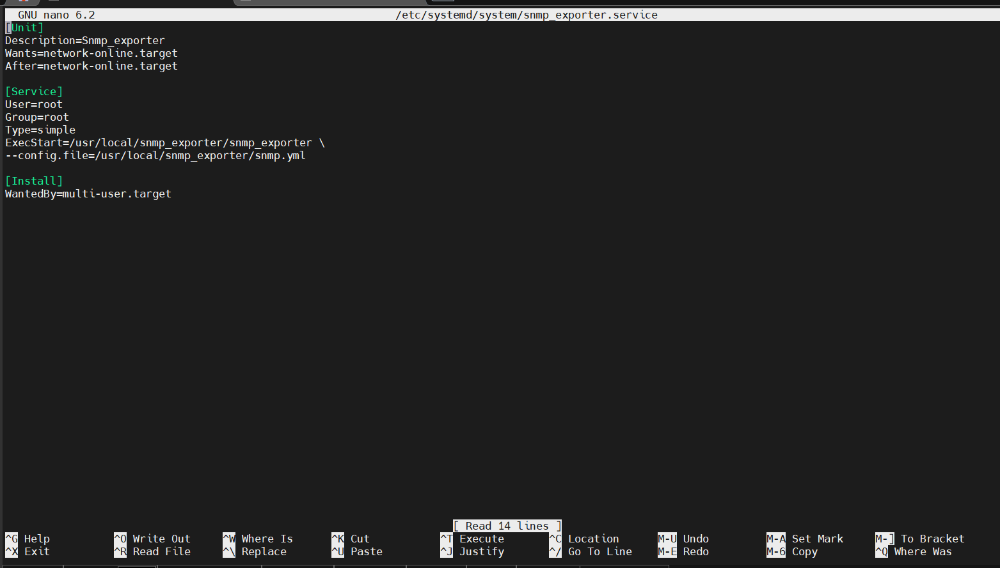 GNU nano 6.2 /etc/systemd/system/snmp_exporter.service
[Unit]
Description=Snmp_exporter
Wants=network-online.target
After=network-online.target
[Service]
User=root
Group=root
Type=simple
ExecStart=/usr/local/snmp_exporter/snmp_exporter \
--config.file=/usr/local/snmp_exporter/snmp.yml
[Install]
WantedBy=multi-user.target
[ Read 14 lines ]
^G Help ^O Write Out ^W Where Is ^K Cut ^T Execute ^C Location M-U Undo M-A Set Mark M-] To Bracket
^X Exit ^R Read File ^\ Replace ^U Paste ^J Justify ^/ Go To Line M-E Redo M-6 Copy ^Q Where Was